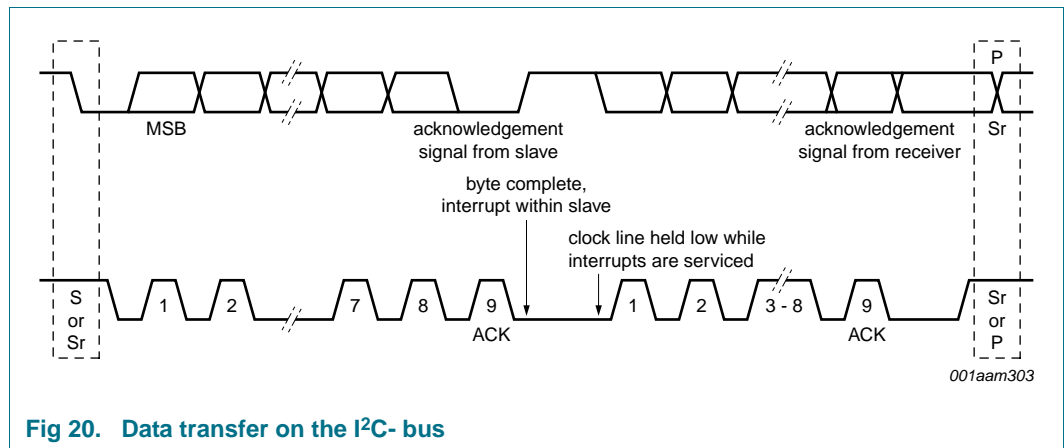 P
MSB
acknowledgement
signal from slave
acknowledgement
signal from receiver
Sr
byte complete,
interrupt within slave
clock line held low while
interrupts are serviced
S
or
Sr
1
2
7
8
9
ACK
1
2
3 - 8
9
ACK
Sr
or
P
001aam303
Fig 20. Data transfer on the I²C- bus